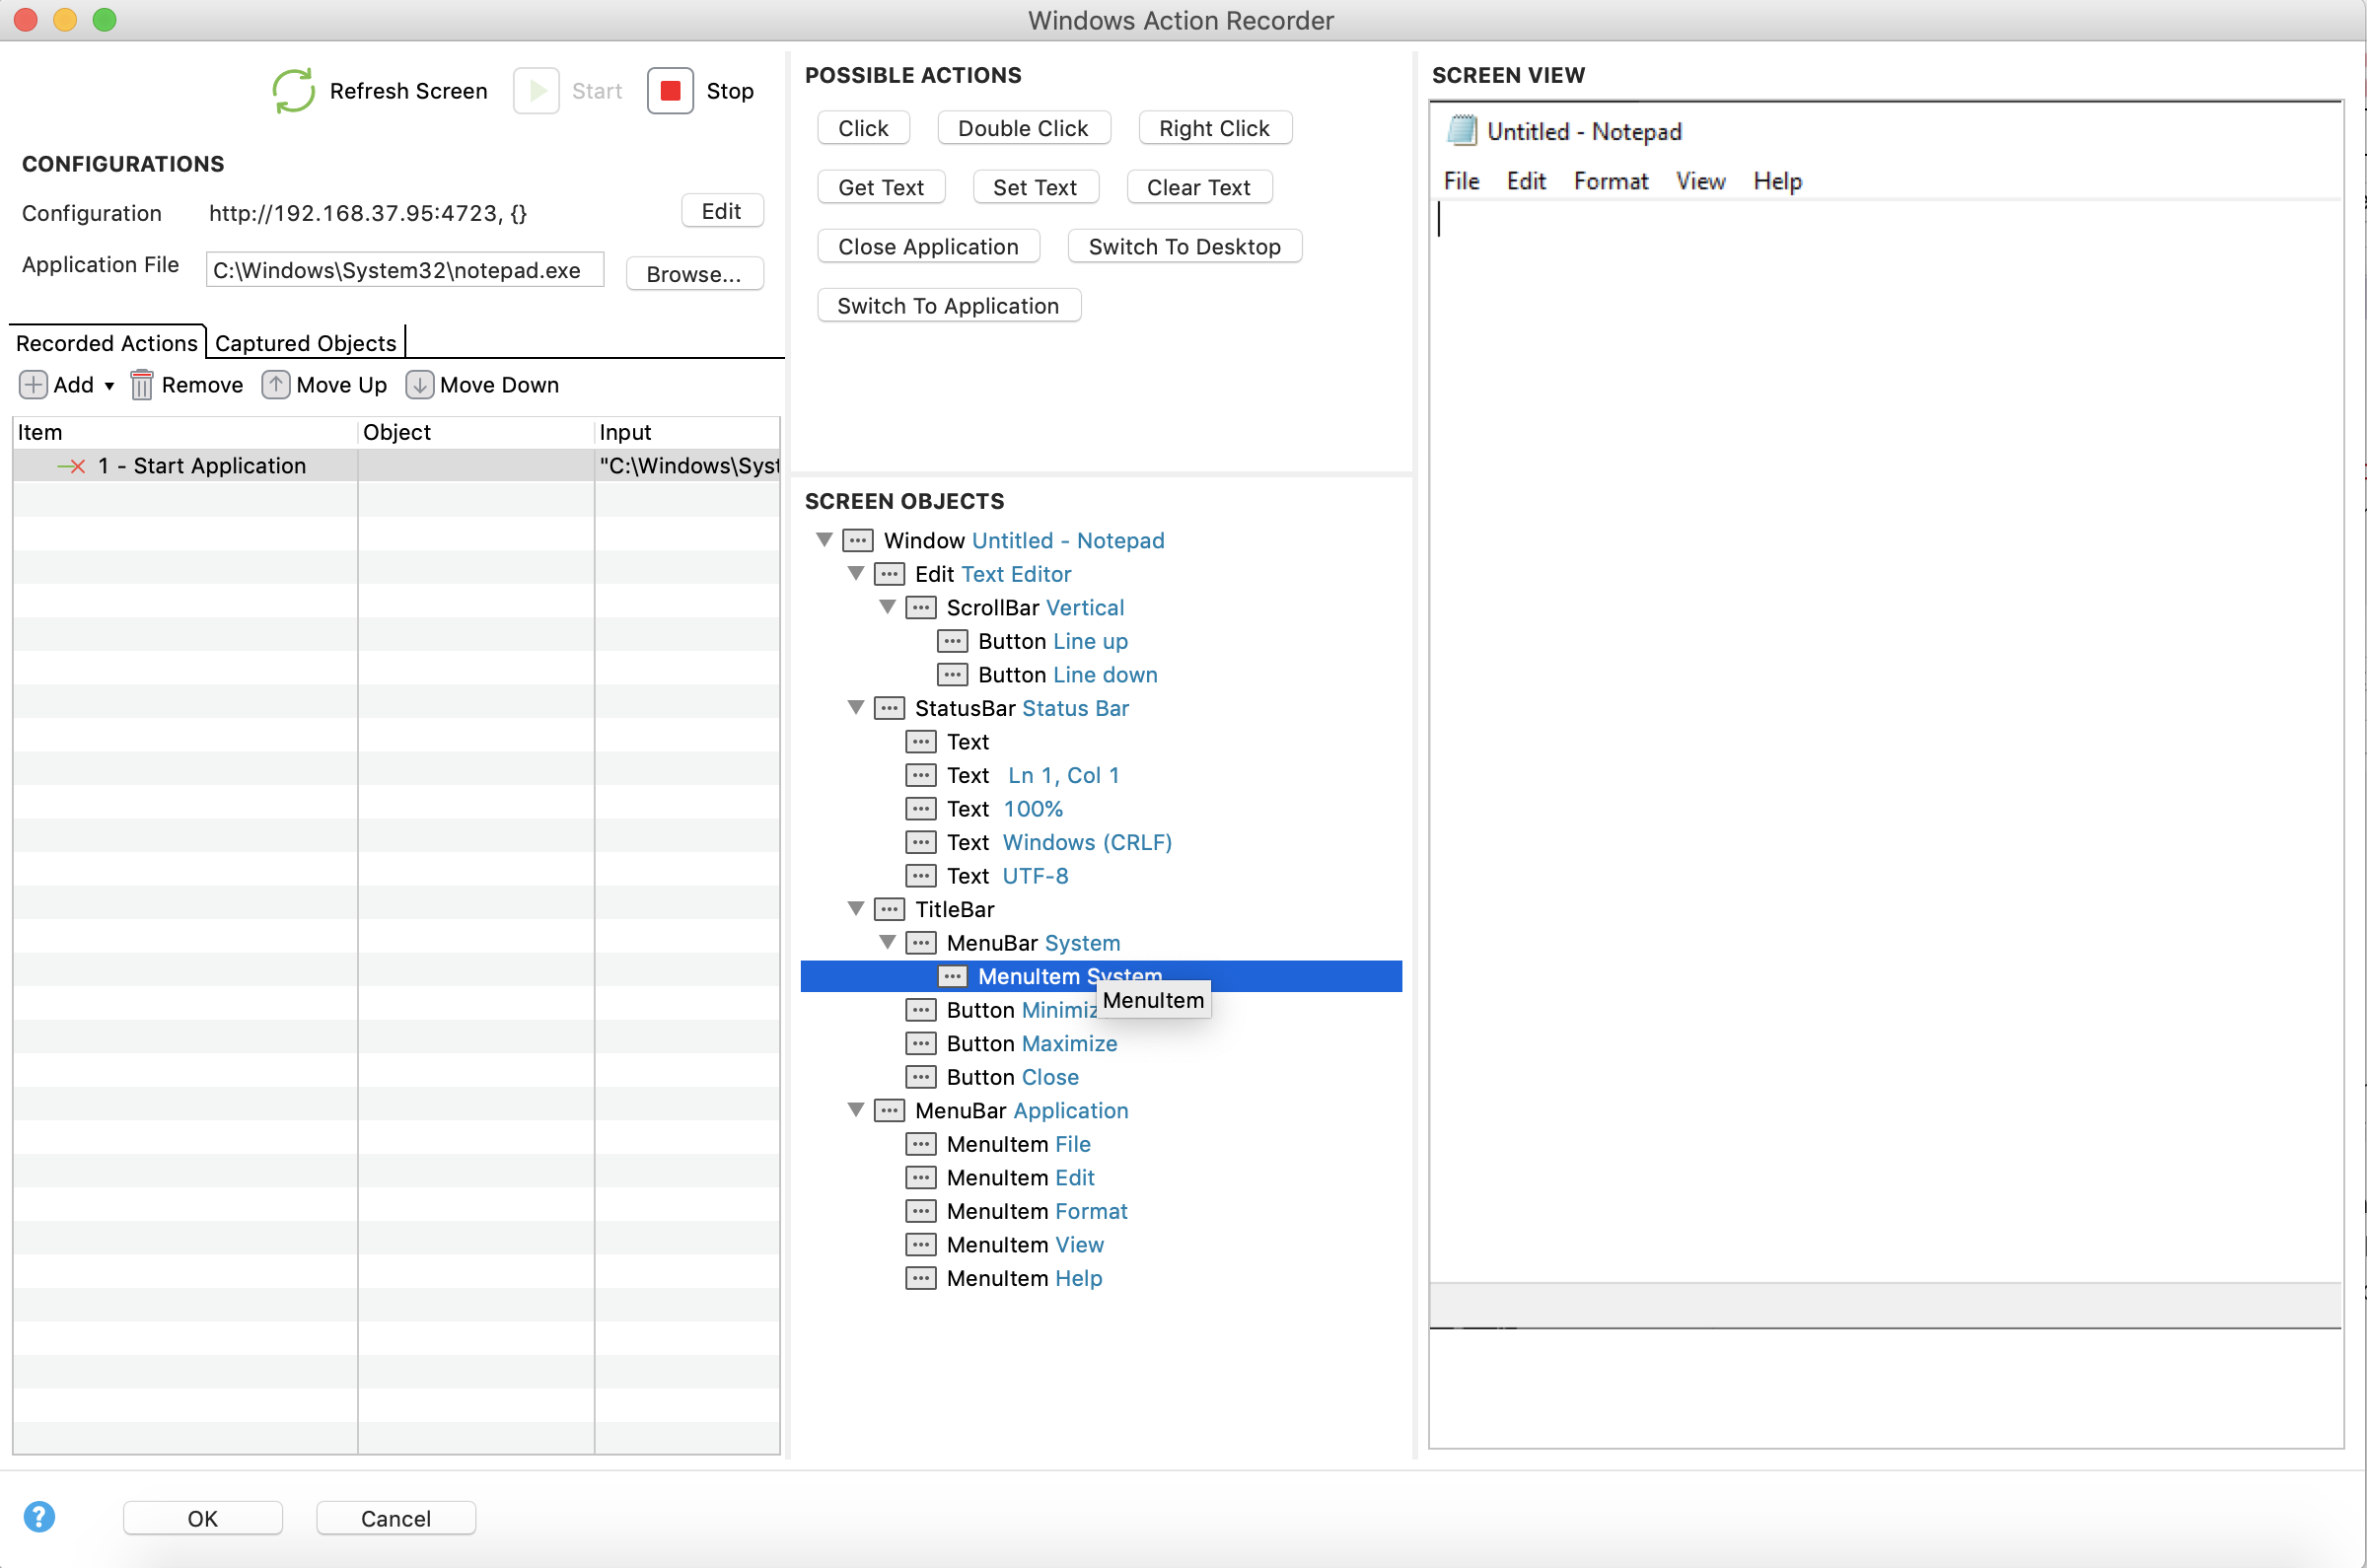 Windows Action Recorder
Refresh Screen Start Stop
CONFIGURATIONS
Configuration http://192.168.37.95:4723, {} Edit
Application File C:\Windows\System32\notepad.exe Browse...
Recorded Actions Captured Objects
Add Remove Move Up Move Down
Item Object Input
1 - Start Application "C:\Windows\Syst
POSSIBLE ACTIONS
Click Double Click Right Click
Get Text Set Text Clear Text
Close Application Switch To Desktop
Switch To Application
SCREEN OBJECTS
Window Untitled - Notepad
Edit Text Editor
ScrollBar Vertical
Button Line up
Button Line down
StatusBar Status Bar
Text
Text Ln 1, Col 1
Text 100%
Text Windows (CRLF)
Text UTF-8
TitleBar
MenuBar System
MenuItem System
MenuItem
Button Minimiz
Button Maximize
Button Close
MenuBar Application
MenuItem File
MenuItem Edit
MenuItem Format
MenuItem View
MenuItem Help
SCREEN VIEW
Untitled - Notepad
File Edit Format View Help
? OK Cancel